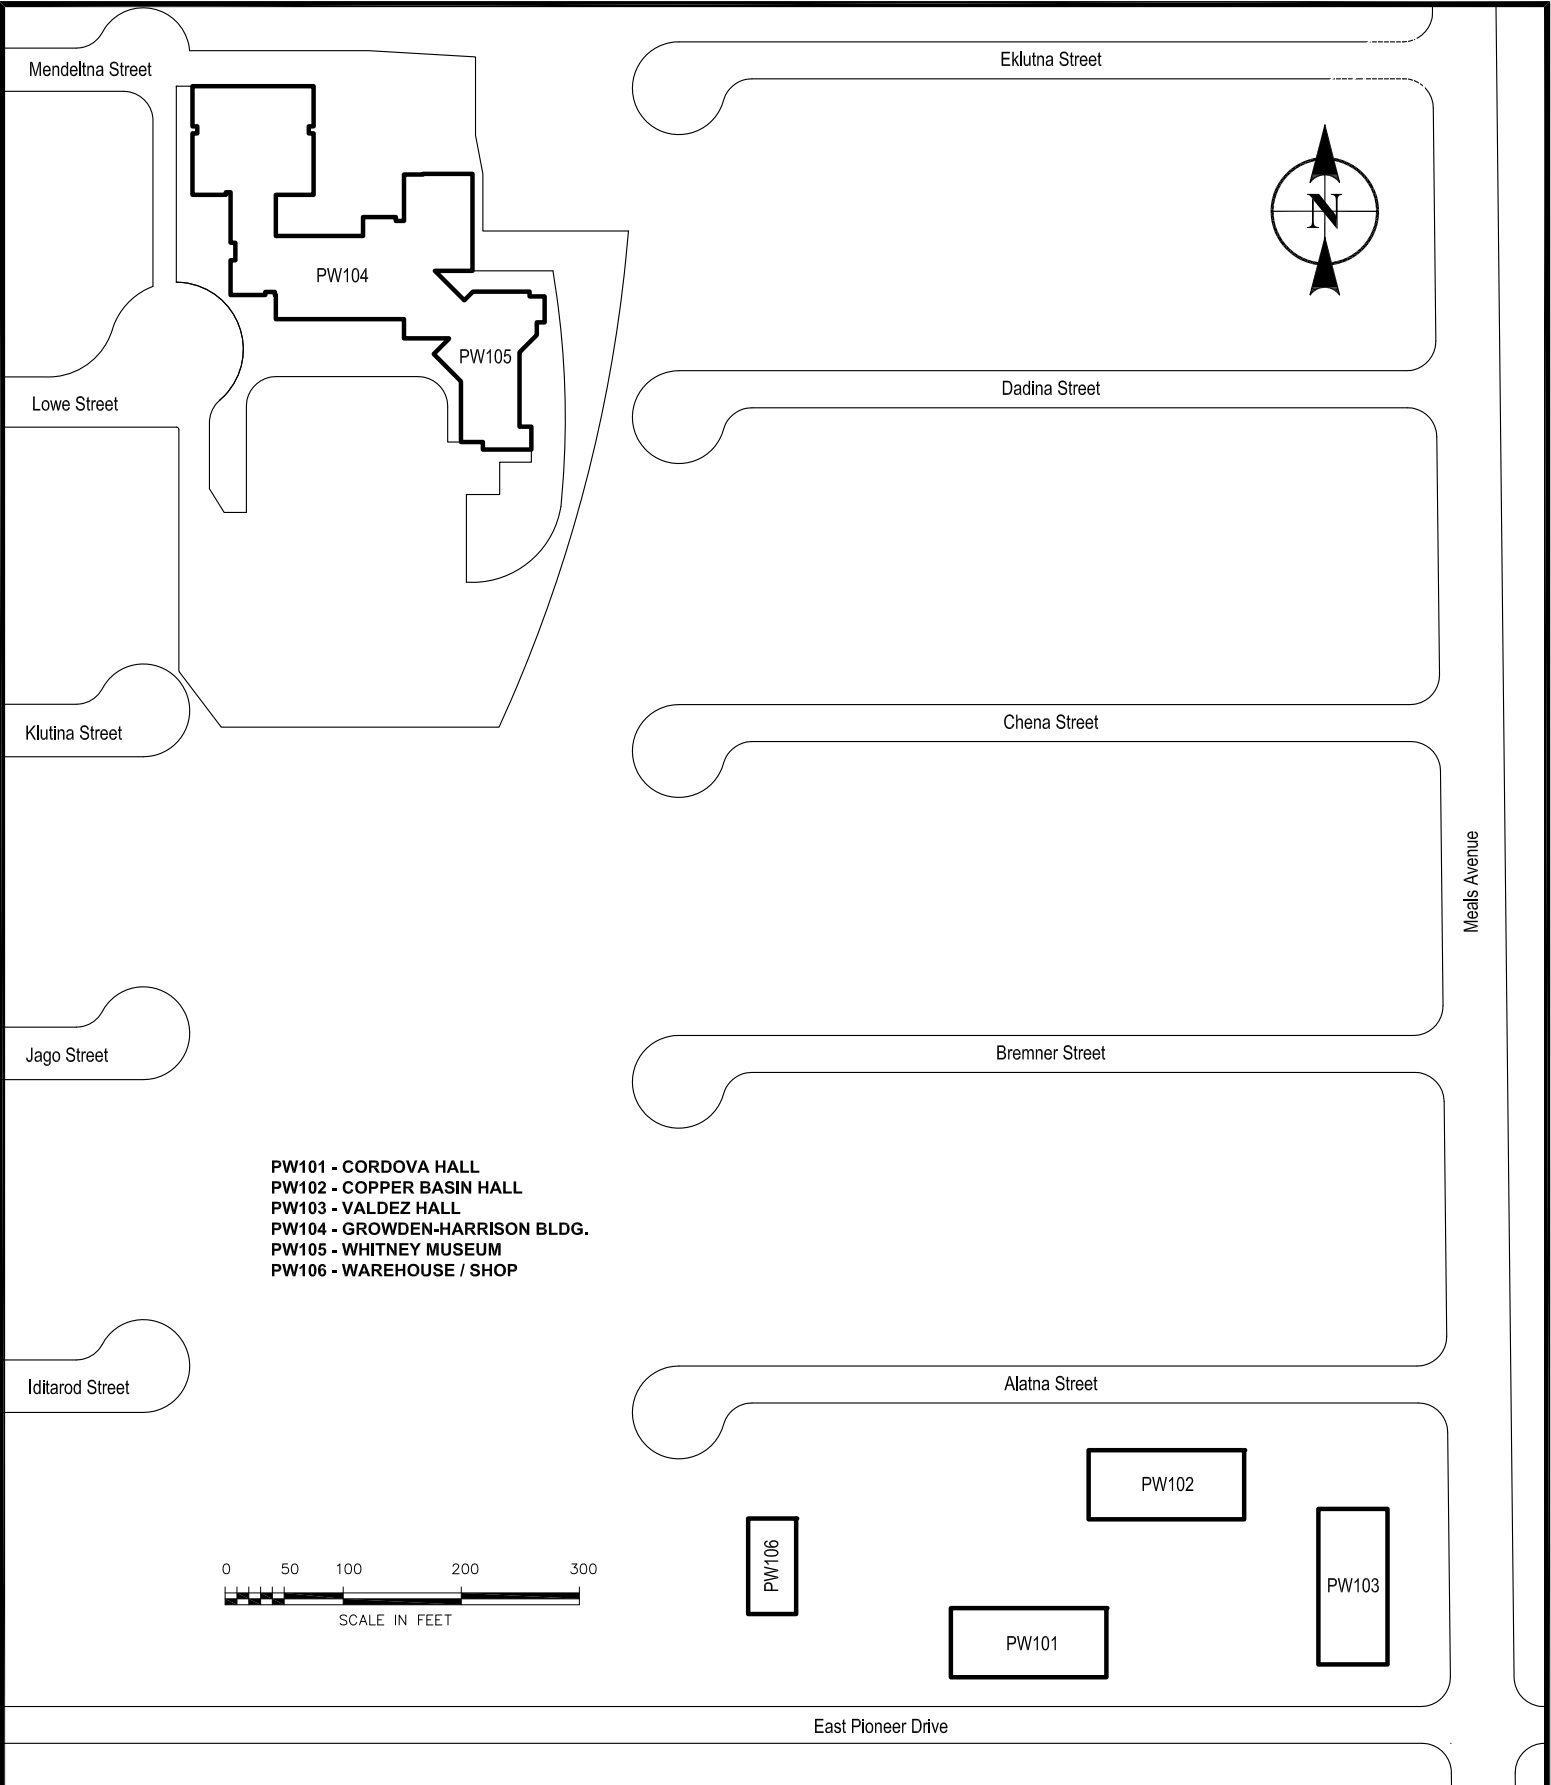 Mendeltna Street
Eklutna Street
N
PW104
PW105
Lowe Street
Dadina Street
Klutina Street
Chena Street
Meals Avenue
Jago Street
Bremner Street
PW101 - CORDOVA HALL
PW102 - COPPER BASIN HALL
PW103 - VALDEZ HALL
PW104 - GROWDEN-HARRISON BLDG.
PW105 - WHITNEY MUSEUM
PW106 - WAREHOUSE / SHOP
Iditarod Street
Alatna Street
PW102
PW106
PW103
PW101
0 50 100 200 300
SCALE IN FEET
East Pioneer Drive